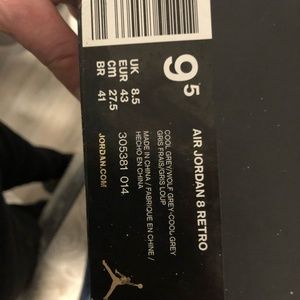 AIR JORDAN 8 RETRO
COOL GREY/WOLF GREY-COOL GREY
GRIS FRAIS/GRIS LOUP
305381 014
MADE IN CHINA / FABRIQUE EN CHINE /
HECHO EN CHINA
9.5
UK 8.5
EUR 43
CM 27.5
BR 41
JORDAN.COM